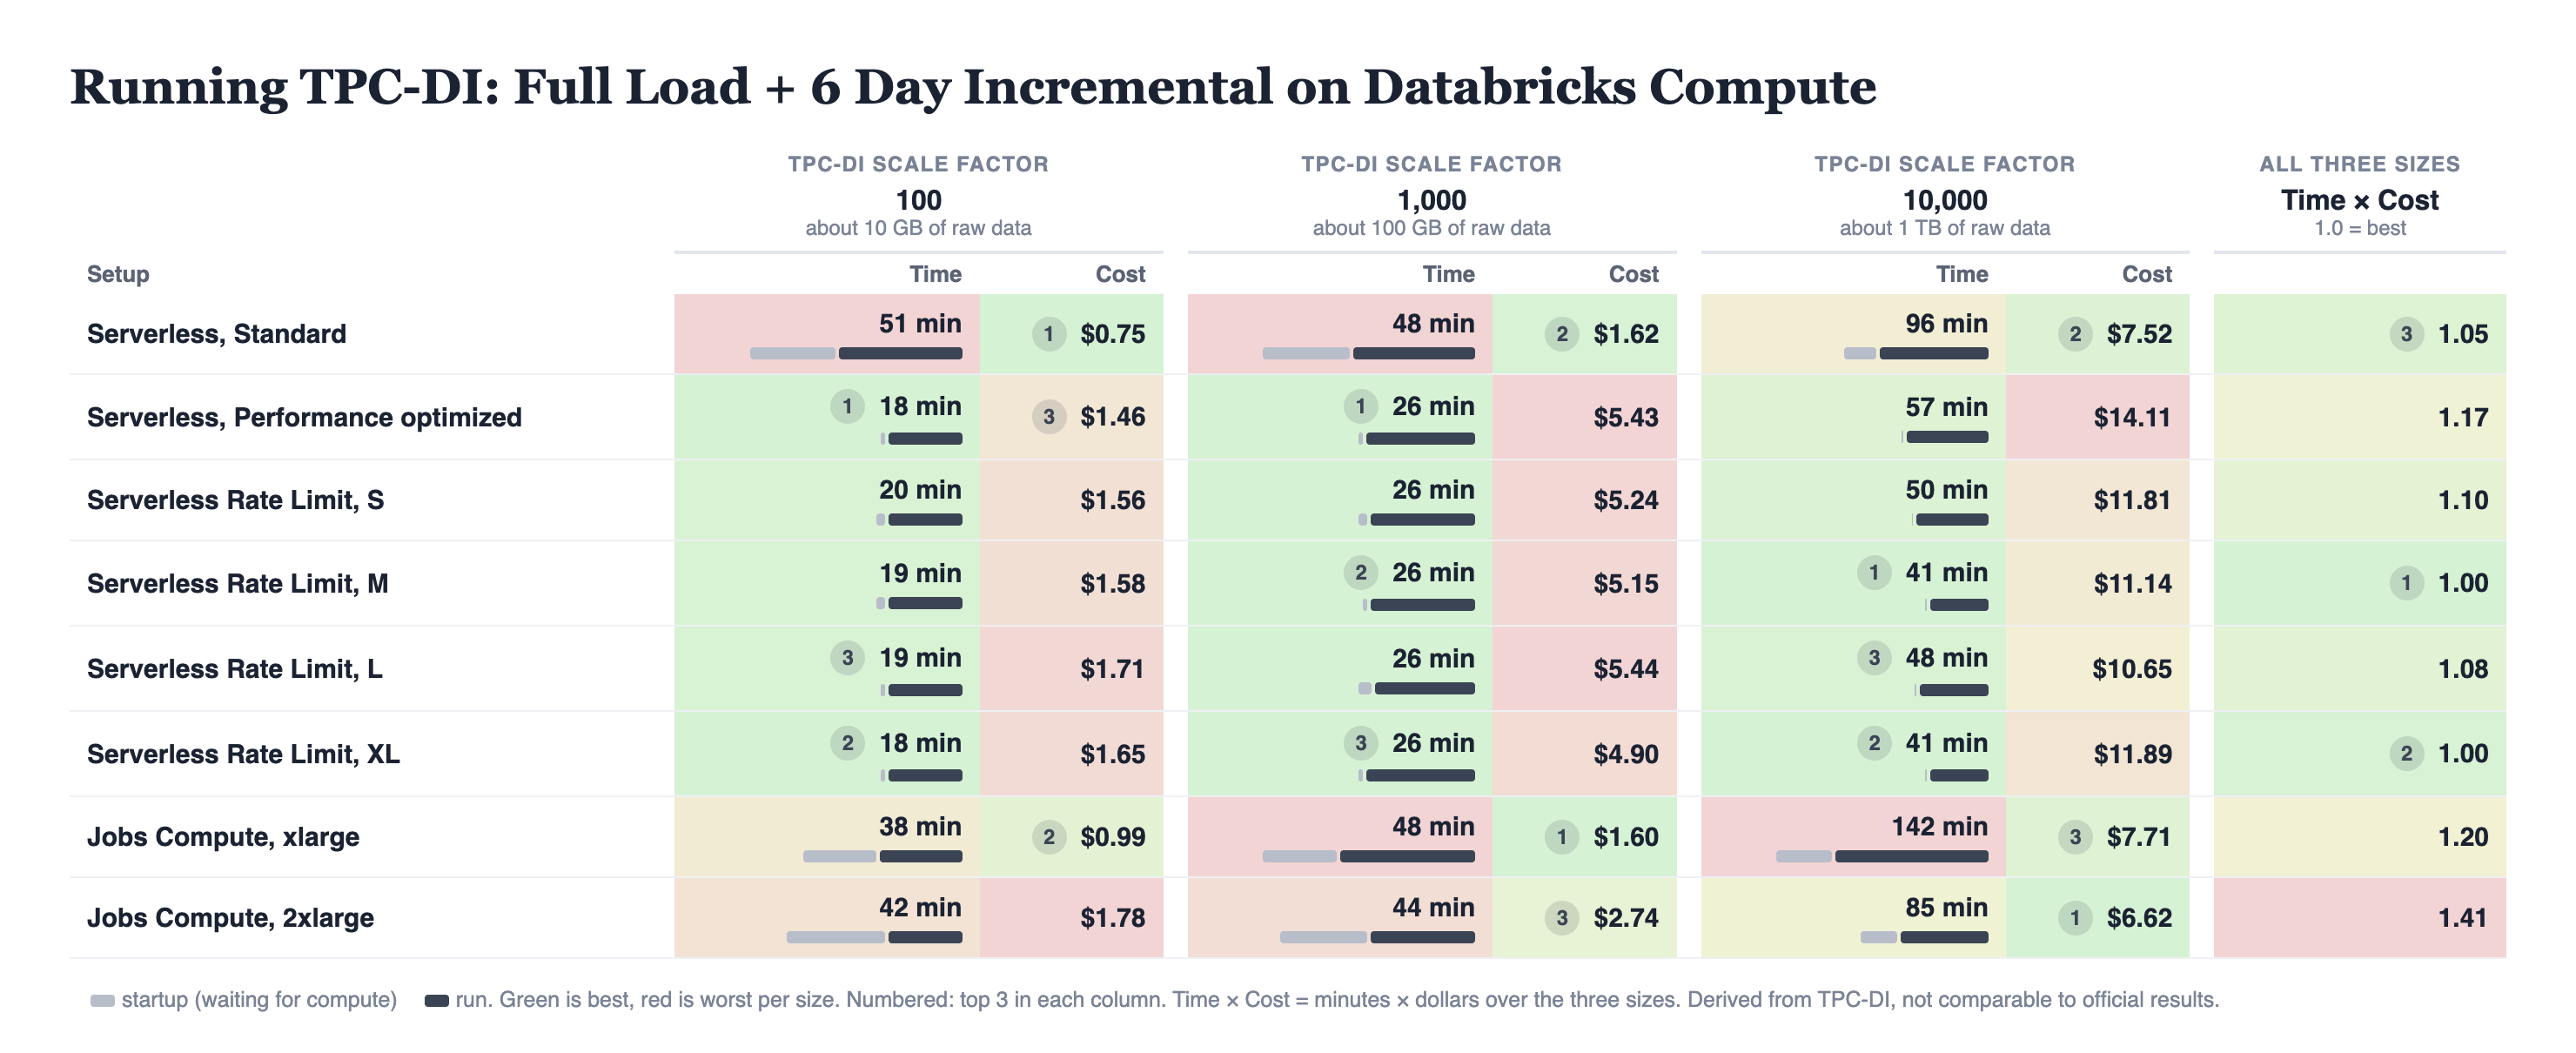 Running TPC-DI: Full Load + 6 Day Incremental on Databricks Compute
TPC-DI SCALE FACTOR TPC-DI SCALE FACTOR TPC-DI SCALE FACTOR ALL THREE SIZES
100 1,000 10,000 Time × Cost
about 10 GB of raw data about 100 GB of raw data about 1 TB of raw data 1.0 = best
Setup Time Cost Time Cost Time Cost
Serverless, Standard 51 min 1 $0.75 48 min 2 $1.62 96 min 2 $7.52 3 1.05
Serverless, Performance optimized 1 18 min 3 $1.46 1 26 min $5.43 57 min $14.11 1.17
Serverless Rate Limit, S 20 min $1.56 26 min $5.24 50 min $11.81 1.10
Serverless Rate Limit, M 19 min $1.58 2 26 min $5.15 1 41 min $11.14 1 1.00
Serverless Rate Limit, L 3 19 min $1.71 26 min $5.44 3 48 min $10.65 1.08
Serverless Rate Limit, XL 2 18 min $1.65 3 26 min $4.90 2 41 min $11.89 2 1.00
Jobs Compute, xlarge 38 min 2 $0.99 48 min 1 $1.60 142 min 3 $7.71 1.20
Jobs Compute, 2xlarge 42 min $1.78 44 min 3 $2.74 85 min 1 $6.62 1.41
startup (waiting for compute) run. Green is best, red is worst per size. Numbered: top 3 in each column. Time × Cost = minutes × dollars over the three sizes. Derived from TPC-DI, not comparable to official results.